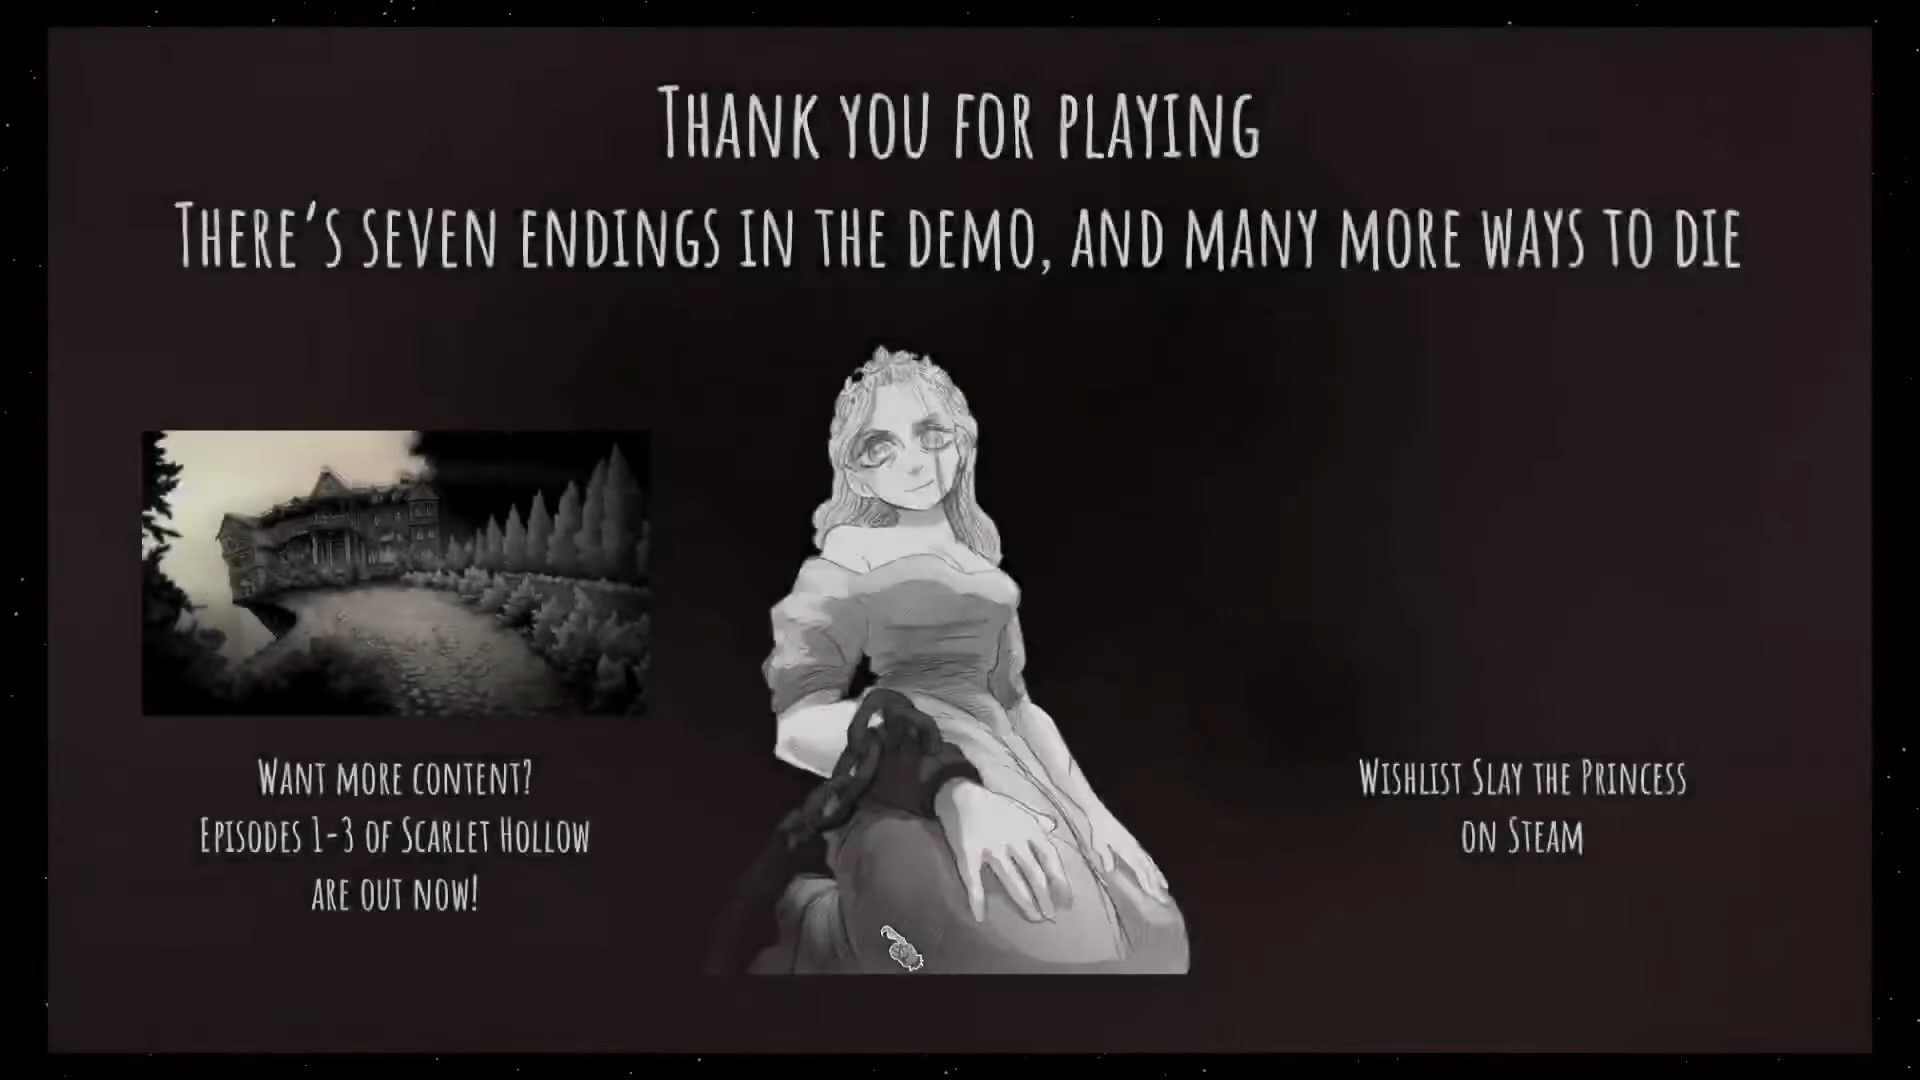 Thank you for playing
There's seven endings in the demo, and many more ways to die
Want more content?
Episodes 1-3 of Scarlet Hollow
are out now!
Wishlist Slay the Princess
on Steam